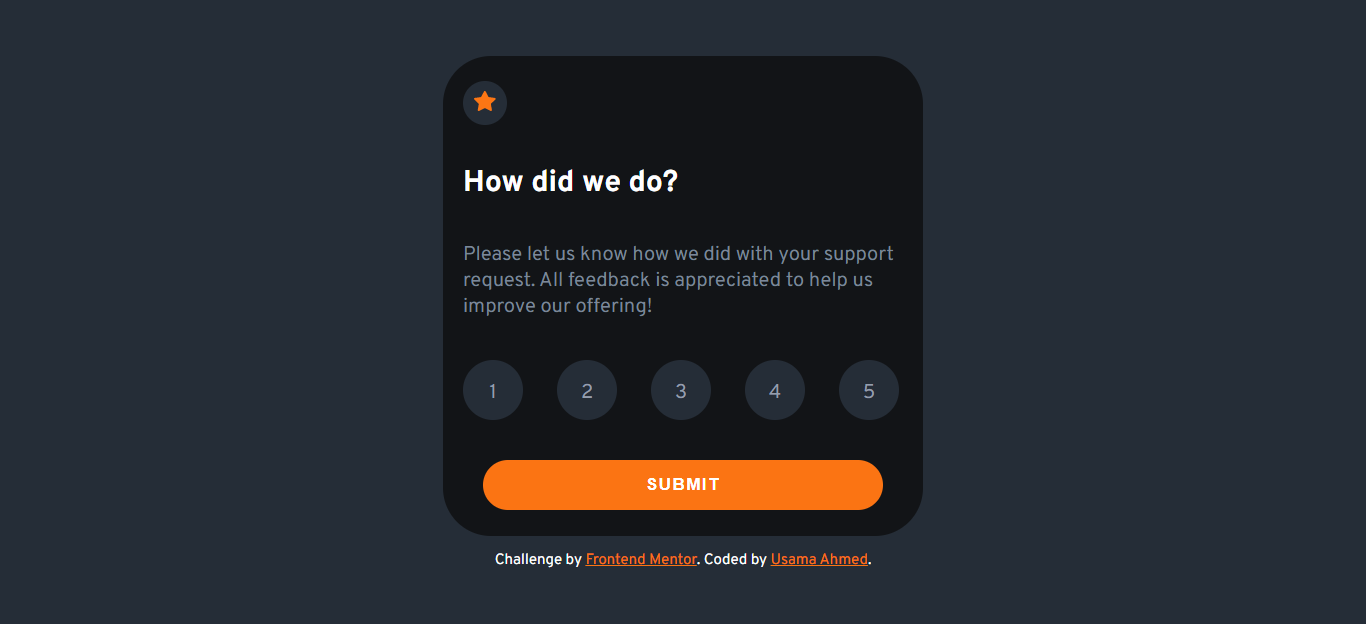 How did we do?
Please let us know how we did with your support
request. All feedback is appreciated to help us
improve our offering!
1 2 3 4 5
SUBMIT
Challenge by Frontend Mentor. Coded by Usama Ahmed.